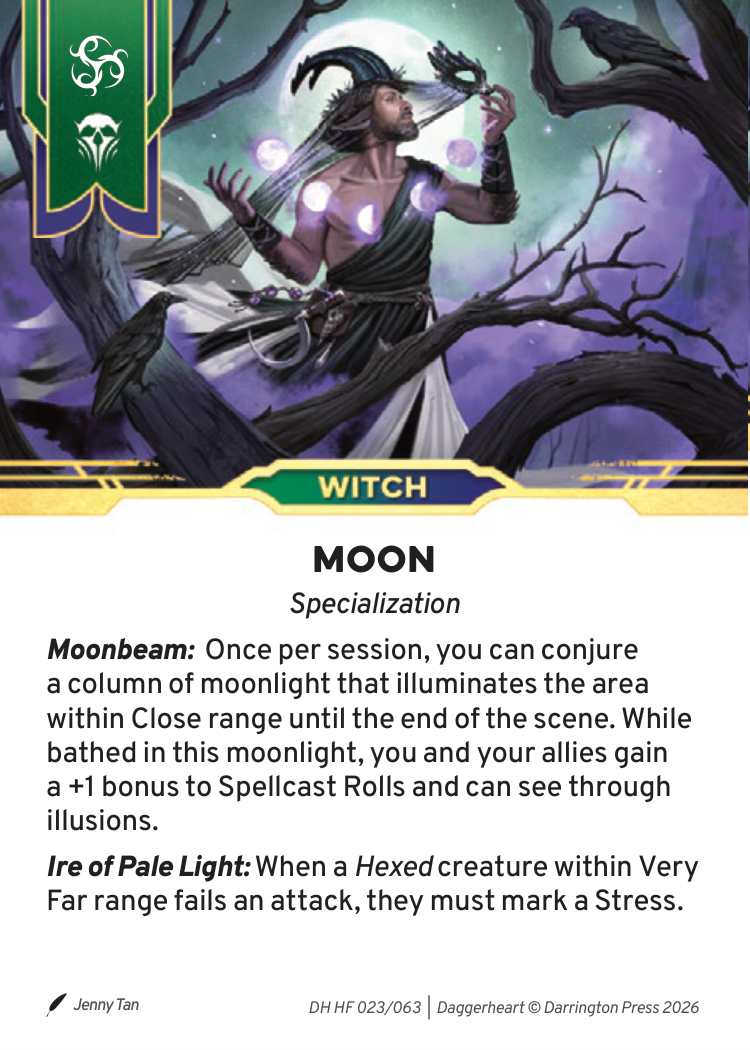 WITCH
MOON
Specialization
Moonbeam: Once per session, you can conjure
a column of moonlight that illuminates the area
within Close range until the end of the scene. While
bathed in this moonlight, you and your allies gain
a +1 bonus to Spellcast Rolls and can see through
illusions.
Ire of Pale Light: When a Hexed creature within Very
Far range fails an attack, they must mark a Stress.
Jenny Tan
DH HF 023/063 | Daggerheart © Darrington Press 2026